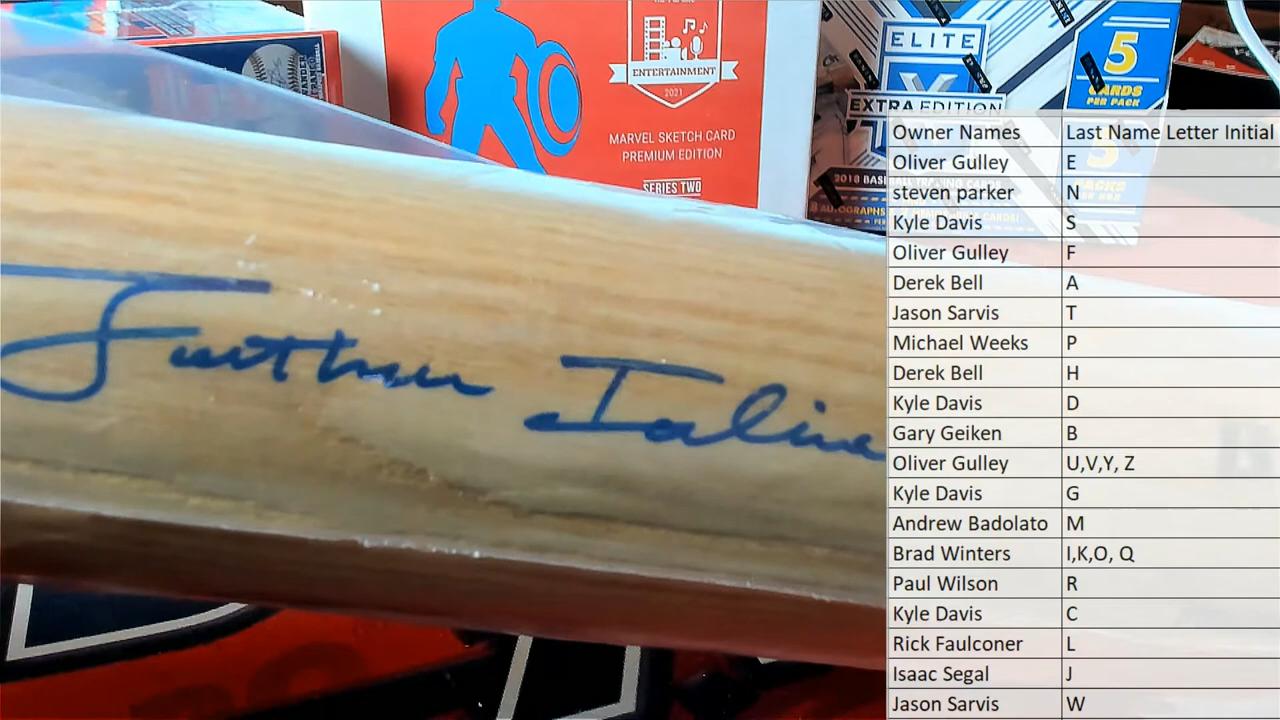 ENTERTAINMENT
2021
MARVEL SKETCH CARD
PREMIUM EDITION
SERIES TWO
ELITE
EXTRA EDITION
5
CARDS
PER PACK
5
PACKS
Owner Names Last Name Letter Initial
Oliver Gulley E
steven parker N
Kyle Davis S
Oliver Gulley F
Derek Bell A
Jason Sarvis T
Michael Weeks P
Derek Bell H
Kyle Davis D
Gary Geiken B
Oliver Gulley U,V,Y, Z
Kyle Davis G
Andrew Badolato M
Brad Winters I,K,O, Q
Paul Wilson R
Kyle Davis C
Rick Faulconer L
Isaac Segal J
Jason Sarvis W